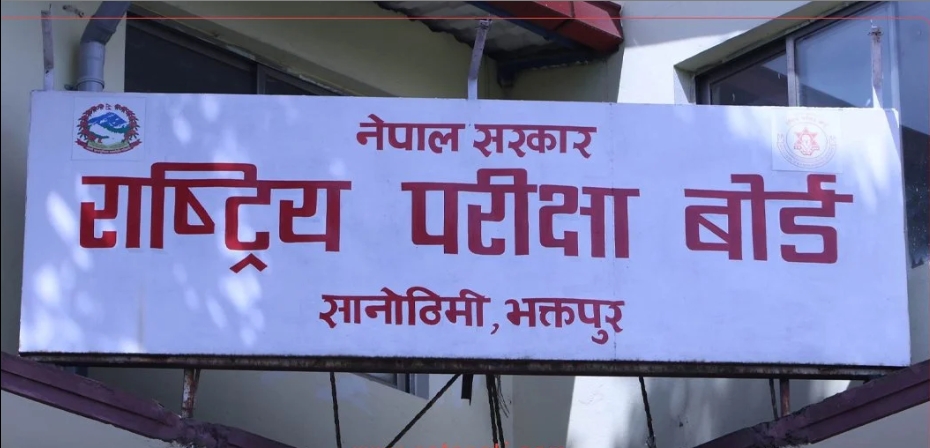 नेपाल सरकार
राष्ट्रिय परीक्षा बोर्ड
सानोठिमी, भक्तपुर